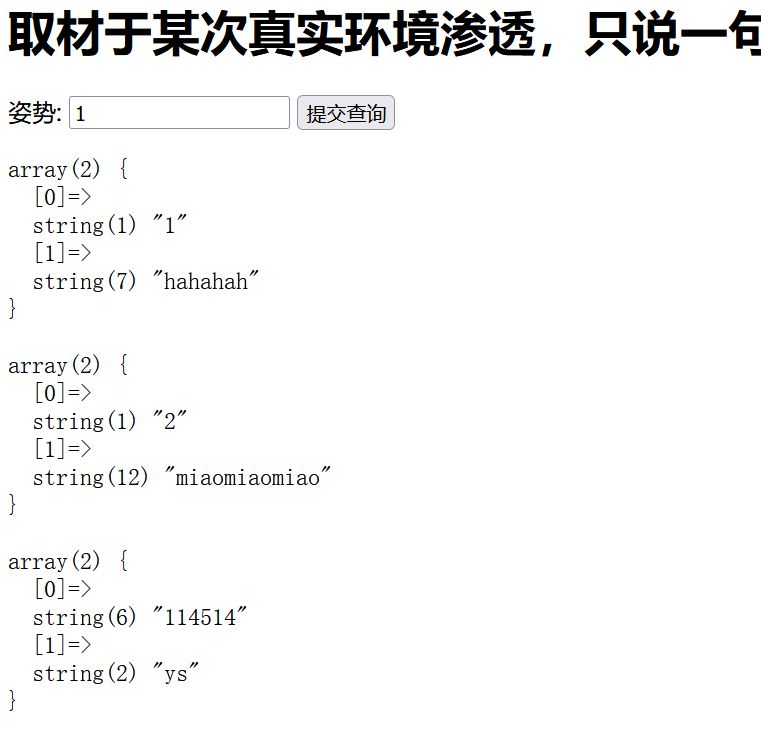 取材于某次真实环境渗透，只说一句
姿势: 1 提交查询
array(2) {
  [0]=>
  string(1) "1"
  [1]=>
  string(7) "hahahah"
}
array(2) {
  [0]=>
  string(1) "2"
  [1]=>
  string(12) "miaomiaomiao"
}
array(2) {
  [0]=>
  string(6) "114514"
  [1]=>
  string(2) "ys"
}